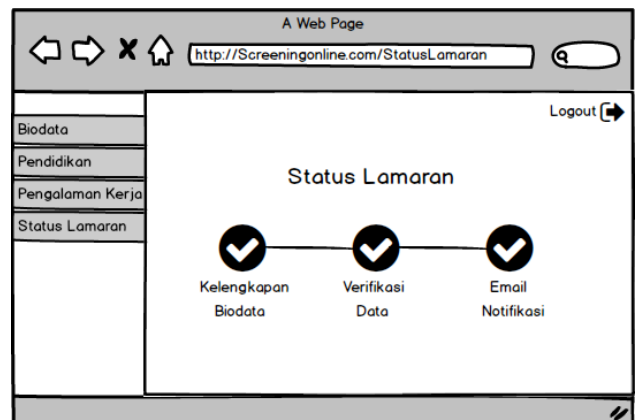 A Web Page
http://Screeningonline.com/StatusLamaran
Logout
Biodata
Pendidikan
Pengalaman Kerja
Status Lamaran
Status Lamaran
Kelengkapan
Biodata
Verifikasi
Data
Email
Notifikasi